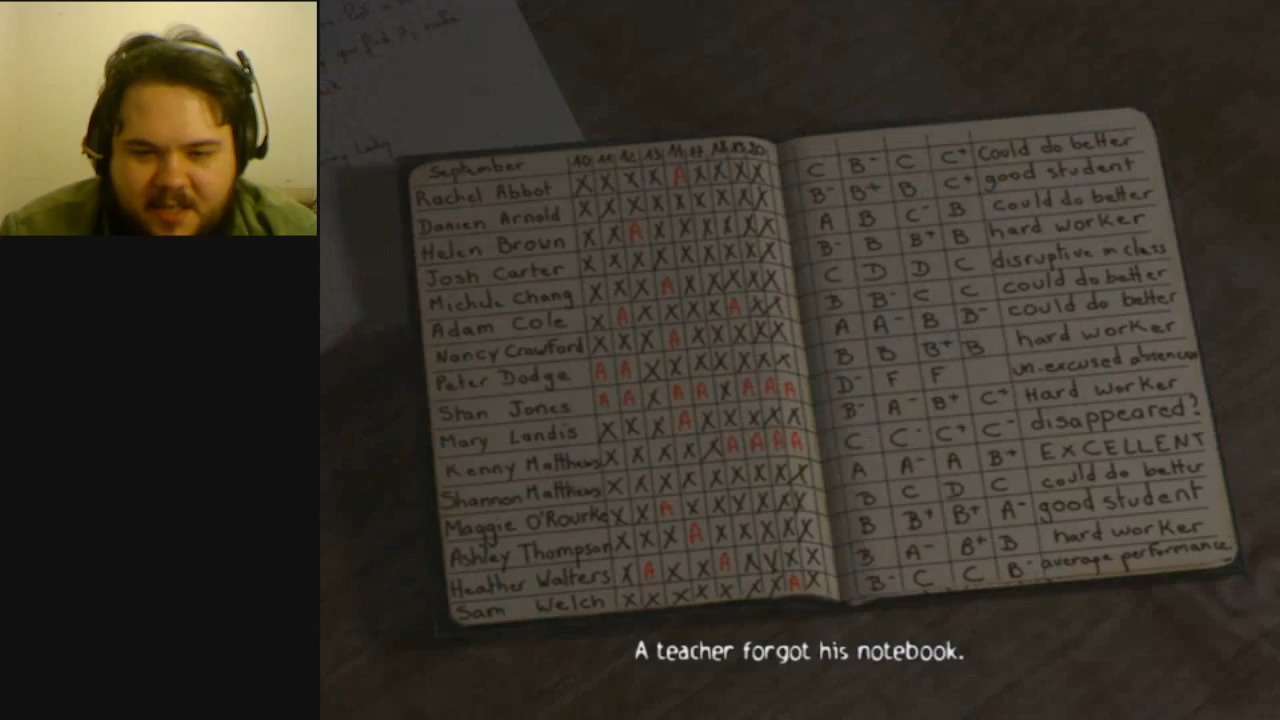 September 10 11 12 13 14 17 18 19 20
Rachel Abbot X X X X A X X X X C B- C C+ Could do better
Damien Arnold X X X X X X X X X B- B+ B C+ good student
Helen Brown X X A X X X X X X A B C- B could do better
Josh Carter X X X X X X X X X B- B B+ B hard worker
Michele Chang X X X A X X X X X C D D C disruptive in class
Adam Cole X A X X X X A X X B B- C C could do better
Nancy Crawford X X X A X X X X X A A- B B- could do better
Peter Dodge A A X X X X X X X B B B+ B hard worker
Stan Jones A A X A A X A A A D- F F un-excused absences
Mary Landis X X X A X X X X X B- A- B+ C+ Hard worker
Kenny Matthews X X X X X A A A A C C- C+ C- disappeared?
Shannon Matthews X X X X X X X X X A A- A B+ EXCELLENT
Maggie O'Rourke X X A X X X X X X B C D C could do better
Ashley Thompson X X X A X X X X X B B+ B+ A- good student
Heather Walters X A X X A X X X X B A- B+ B hard worker
Sam Welch X X X X X X X A X B- C C B- average performance
A teacher forgot his notebook.